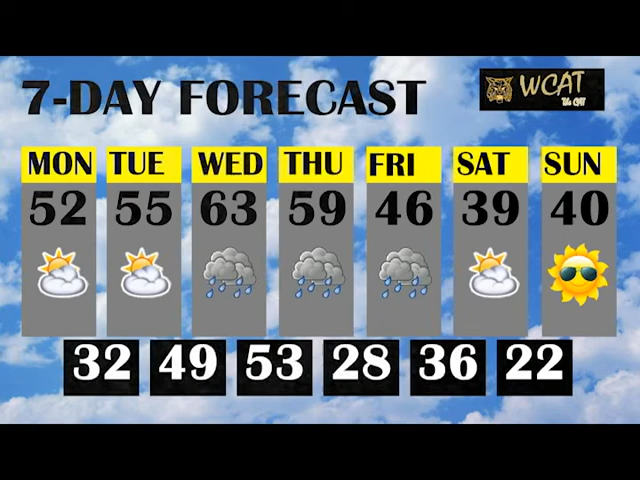 7-DAY FORECAST
WCAT
MON TUE WED THU FRI SAT SUN
52 55 63 59 46 39 40
32 49 53 28 36 22